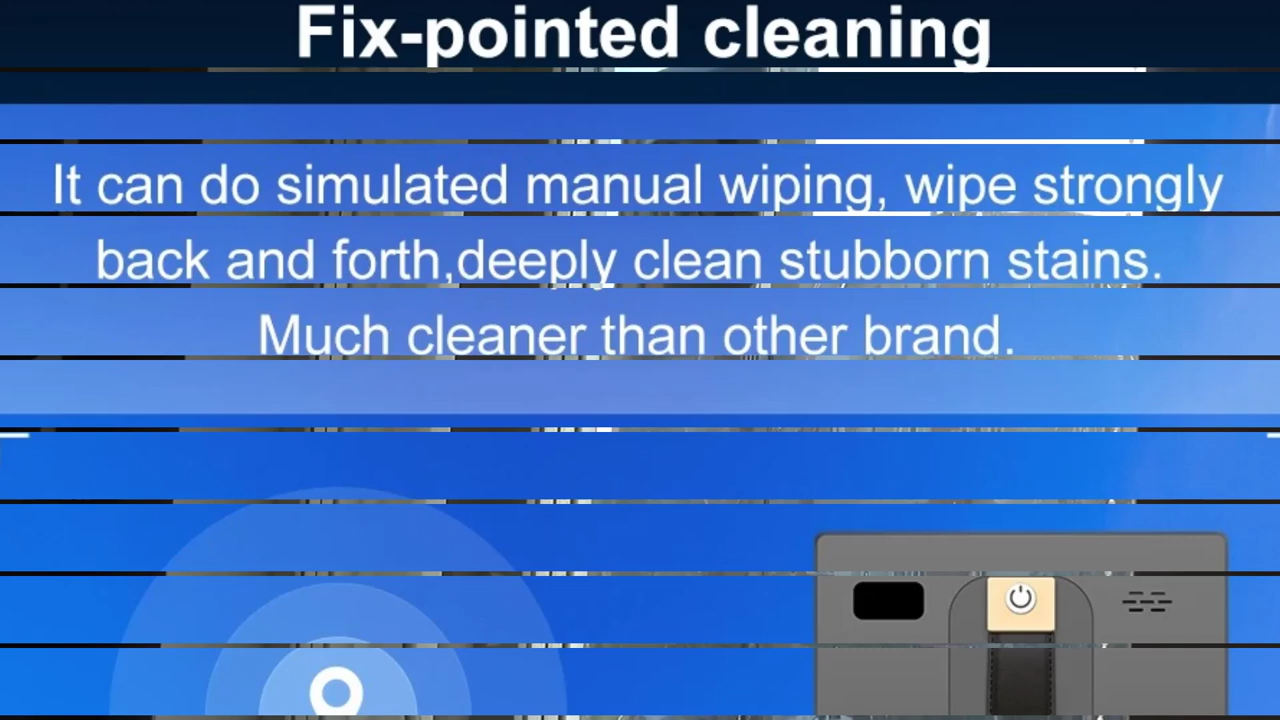 Fix-pointed cleaning
It can do simulated manual wiping, wipe strongly
back and forth,deeply clean stubborn stains.
Much cleaner than other brand.